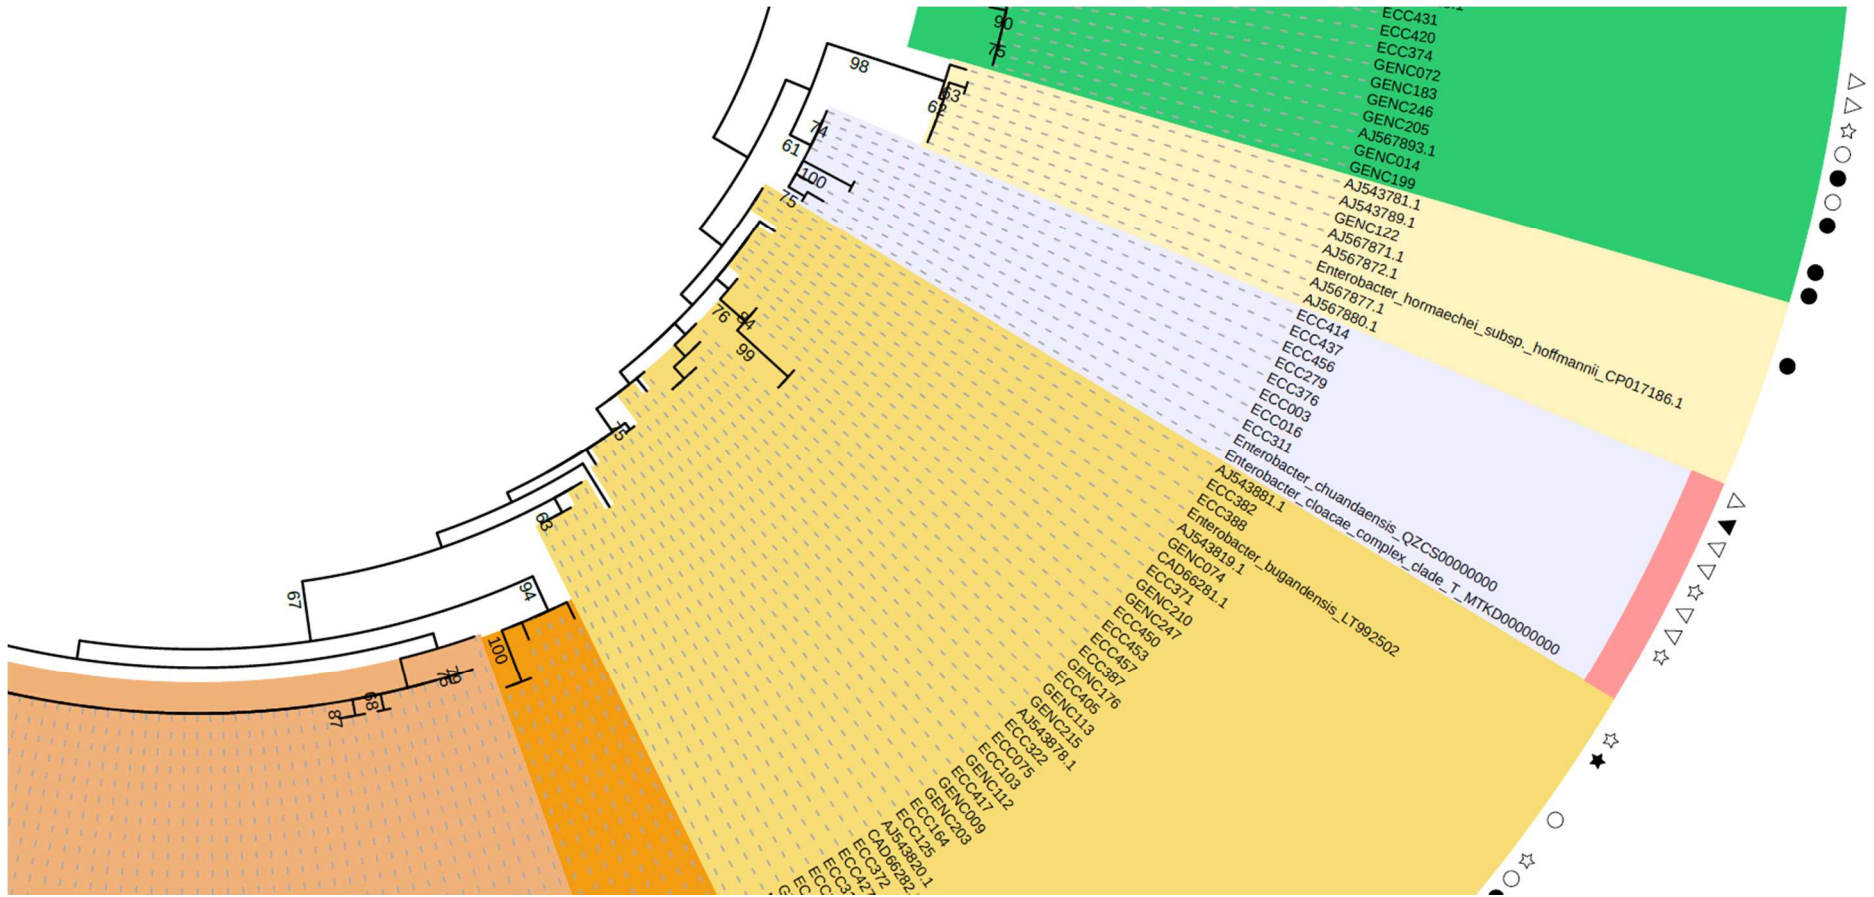 ECC431
ECC420
ECC374
GENC072
GENC183
GENC246
GENC205
AJ567893.1
GENC014
GENC199
AJ543781.1
AJ543789.1
GENC122
AJ567871.1
AJ567872.1
Enterobacter_hormaechei_subsp._hoffmannii_CP017186.1
AJ567877.1
AJ567880.1
ECC414
ECC437
ECC456
ECC279
ECC376
ECC003
ECC016
ECC311
Enterobacter_chuandaensis_QZCS00000000
Enterobacter_cloacae_complex_clade_T_MTKD00000000
AJ543881.1
ECC382
ECC388
Enterobacter_bugandensis_LT992502
AJ543819.1
GENC074
CAD66281.1
ECC371
GENC210
GENC247
ECC450
ECC453
ECC457
ECC387
GENC176
ECC405
GENC113
GENC215
AJ543878.1
ECC322
ECC075
ECC103
GENC112
ECC417
GENC009
GENC203
ECC164
ECC125
AJ543820.1
CAD66282.
ECC372
ECC427
90
75
98
53
62
74
61
100
75
76
94
99
75
63
67
94
100
79
75
68
87